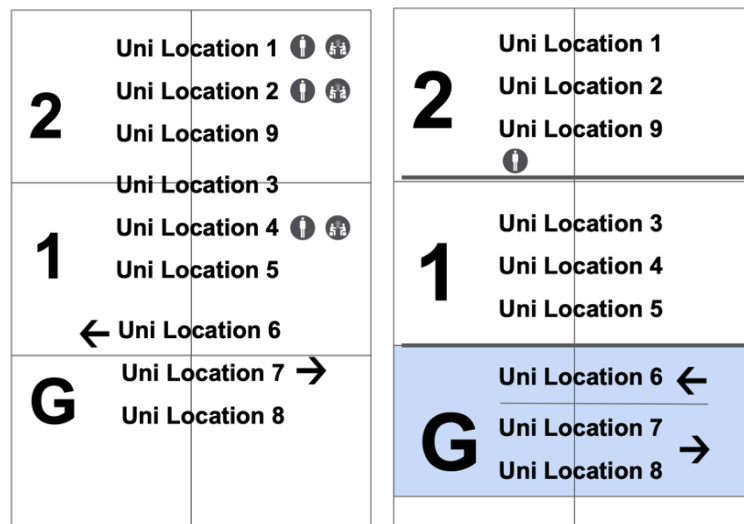 2
Uni Location 1
Uni Location 2
Uni Location 9
1
Uni Location 3
Uni Location 4
Uni Location 5
G
← Uni Location 6
Uni Location 7 →
Uni Location 8
2
Uni Location 1
Uni Location 2
Uni Location 9
1
Uni Location 3
Uni Location 4
Uni Location 5
G
Uni Location 6 ←
Uni Location 7
Uni Location 8 →